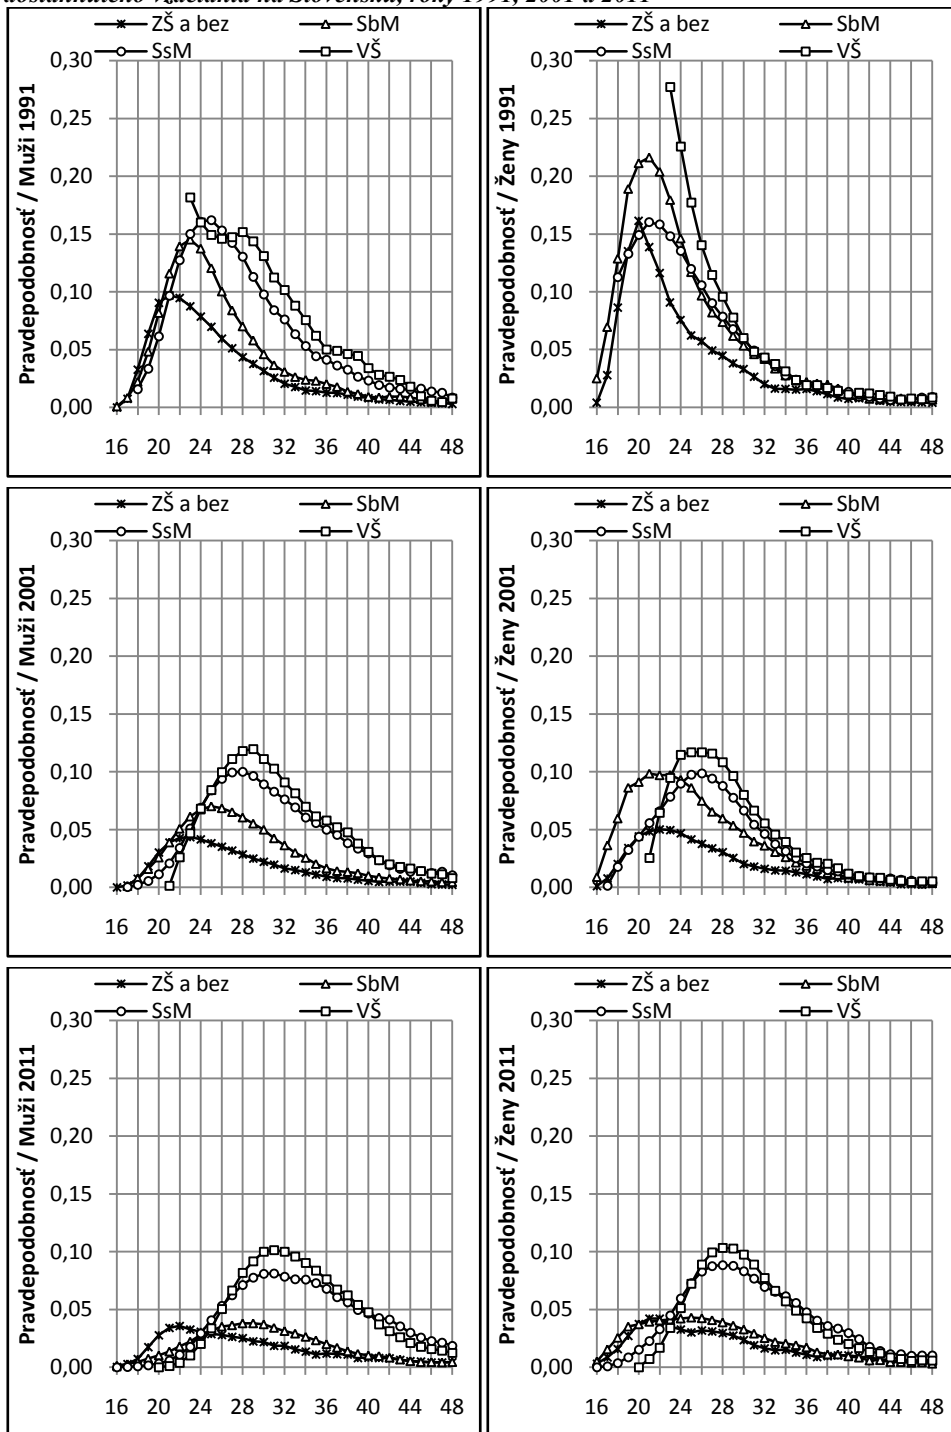 dosiahnutého vzdelania na Slovensku, roky 1991, 2001 a 2011
ZŠ a bez SbM
SsM VŠ
Pravdepodobnosť / Muži 1991
0,30
0,25
0,20
0,15
0,10
0,05
0,00
16 20 24 28 32 36 40 44 48
ZŠ a bez SbM
SsM VŠ
Pravdepodobnosť / Ženy 1991
0,30
0,25
0,20
0,15
0,10
0,05
0,00
16 20 24 28 32 36 40 44 48
ZŠ a bez SbM
SsM VŠ
Pravdepodobnosť / Muži 2001
0,30
0,25
0,20
0,15
0,10
0,05
0,00
16 20 24 28 32 36 40 44 48
ZŠ a bez SbM
SsM VŠ
Pravdepodobnosť / Ženy 2001
0,30
0,25
0,20
0,15
0,10
0,05
0,00
16 20 24 28 32 36 40 44 48
ZŠ a bez SbM
SsM VŠ
Pravdepodobnosť / Muži 2011
0,30
0,25
0,20
0,15
0,10
0,05
0,00
16 20 24 28 32 36 40 44 48
ZŠ a bez SbM
SsM VŠ
Pravdepodobnosť / Ženy 2011
0,30
0,25
0,20
0,15
0,10
0,05
0,00
16 20 24 28 32 36 40 44 48